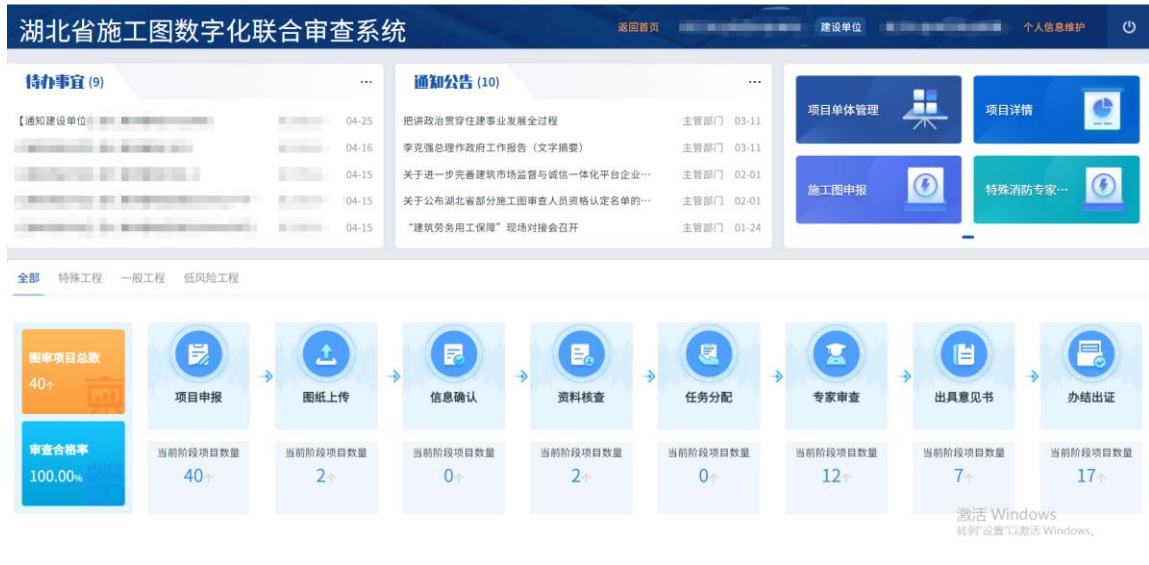 湖北省施工图数字化联合审查系统
返回首页
建设单位
个人信息维护
待办事宜 (9)
...
【通知建设单位
04-25
04-16
04-15
04-15
04-15
通知公告 (10)
...
把讲政治贯穿住建事业发展全过程 主管部门 03-11
李克强总理作政府工作报告（文字摘要） 主管部门 03-11
关于进一步完善建筑市场监督与诚信一体化平台企业… 主管部门 02-01
关于公布湖北省部分施工图审查人员资格认定名单的… 主管部门 02-01
“建筑劳务用工保障”现场对接会召开 主管部门 01-24
项目单体管理
项目详情
施工图申报
特殊消防专家…
全部 特殊工程 一般工程 低风险工程
图审项目总数
40个
审查合格率
100.00%
项目申报
图纸上传
信息确认
资料核查
任务分配
专家审查
出具意见书
办结出证
当前阶段项目数量
40个
当前阶段项目数量
2个
当前阶段项目数量
0个
当前阶段项目数量
2个
当前阶段项目数量
0个
当前阶段项目数量
12个
当前阶段项目数量
7个
当前阶段项目数量
17个
激活 Windows
转到"设置"以激活 Windows。